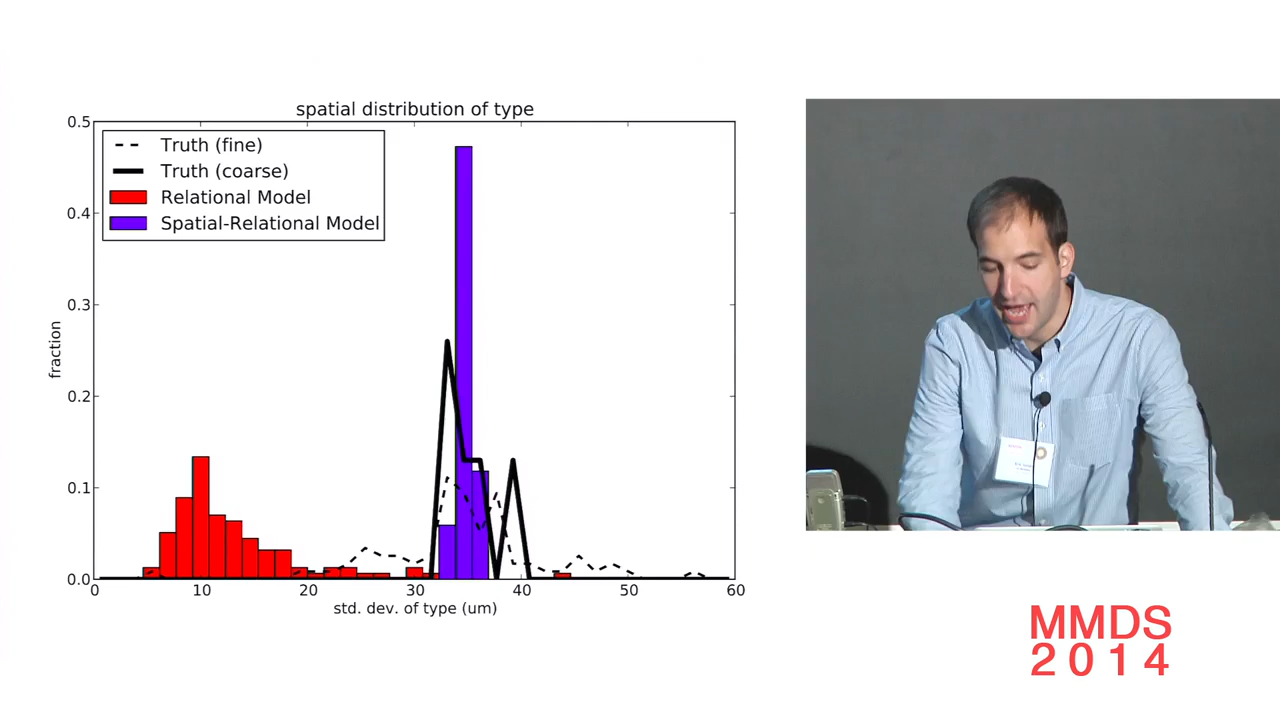 spatial distribution of type
0.5
Truth (fine)
Truth (coarse)
Relational Model
Spatial-Relational Model
0.4
0.3
0.2
0.1
0.0
fraction
0 10 20 30 40 50 60
std. dev. of type (um)
MMDS
2014